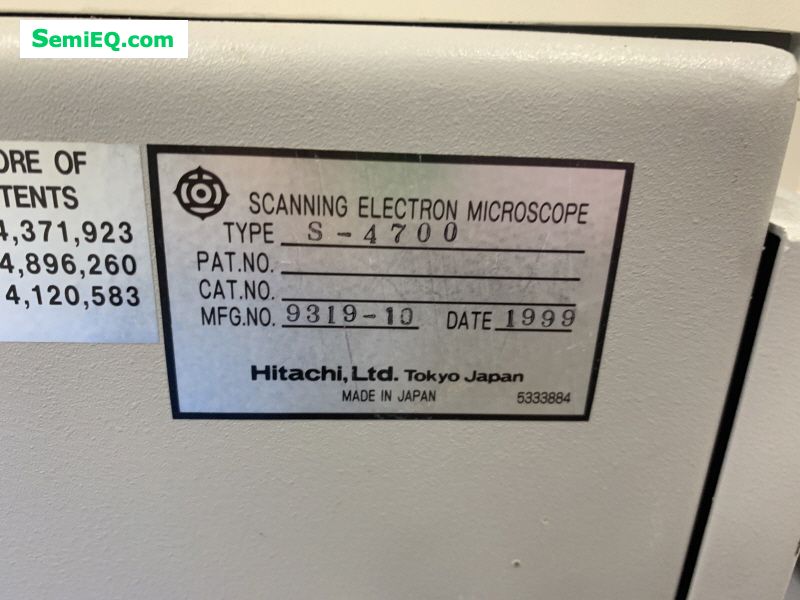 SemiEQ.com
ORE OF
TENTS
4,371,923
4,896,260
4,120,583
SCANNING ELECTRON MICROSCOPE
TYPE S-4700
PAT.NO.
CAT.NO.
MFG.NO. 9319-10 DATE 1999
Hitachi, Ltd. Tokyo Japan
MADE IN JAPAN 5333884